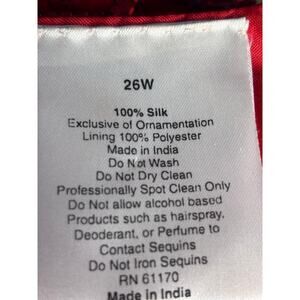 26W
100% Silk
Exclusive of Ornamentation
Lining 100% Polyester
Made in India
Do Not Wash
Do Not Dry Clean
Professionally Spot Clean Only
Do Not allow alcohol based
Products such as hairspray.
Deodorant, or Perfume to
Contact Sequins
Do Not Iron Sequins
RN 61170
Made in India